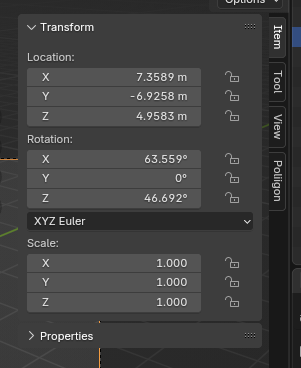 Options
Transform
Location:
X 7.3589 m
Y -6.9258 m
Z 4.9583 m
Rotation:
X 63.559°
Y 0°
Z 46.692°
XYZ Euler
Scale:
X 1.000
Y 1.000
Z 1.000
Properties
Item
Tool
View
Poliigon